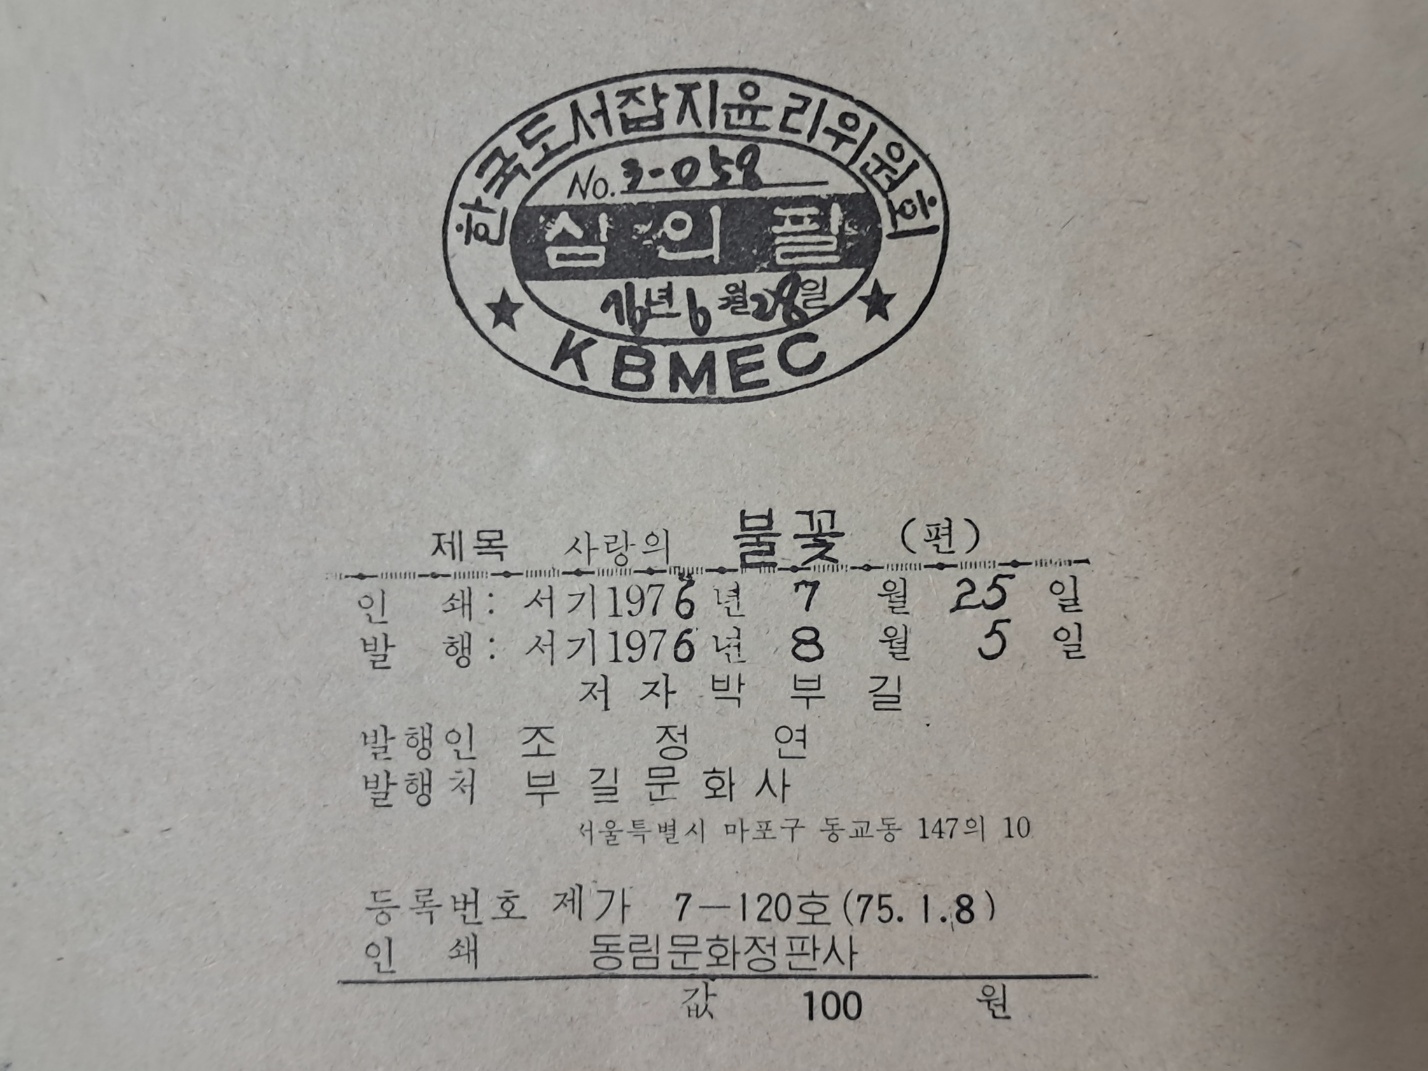 한국도서잡지윤리위원회
No. 3-058
심의필
76년 6월 28일
★ KBMEC ★
제목 사랑의 불꽃 (편)
인 쇄: 서기 1976년 7월 25일
발 행: 서기 1976년 8월 5일
저 자 박 부 길
발행인 조 정 연
발행처 부 길 문 화 사
서울특별시 마포구 동교동 147의 10
등록번호 제가 7—120호 (75. 1. 8)
인 쇄 동림문화정판사
값 100 원